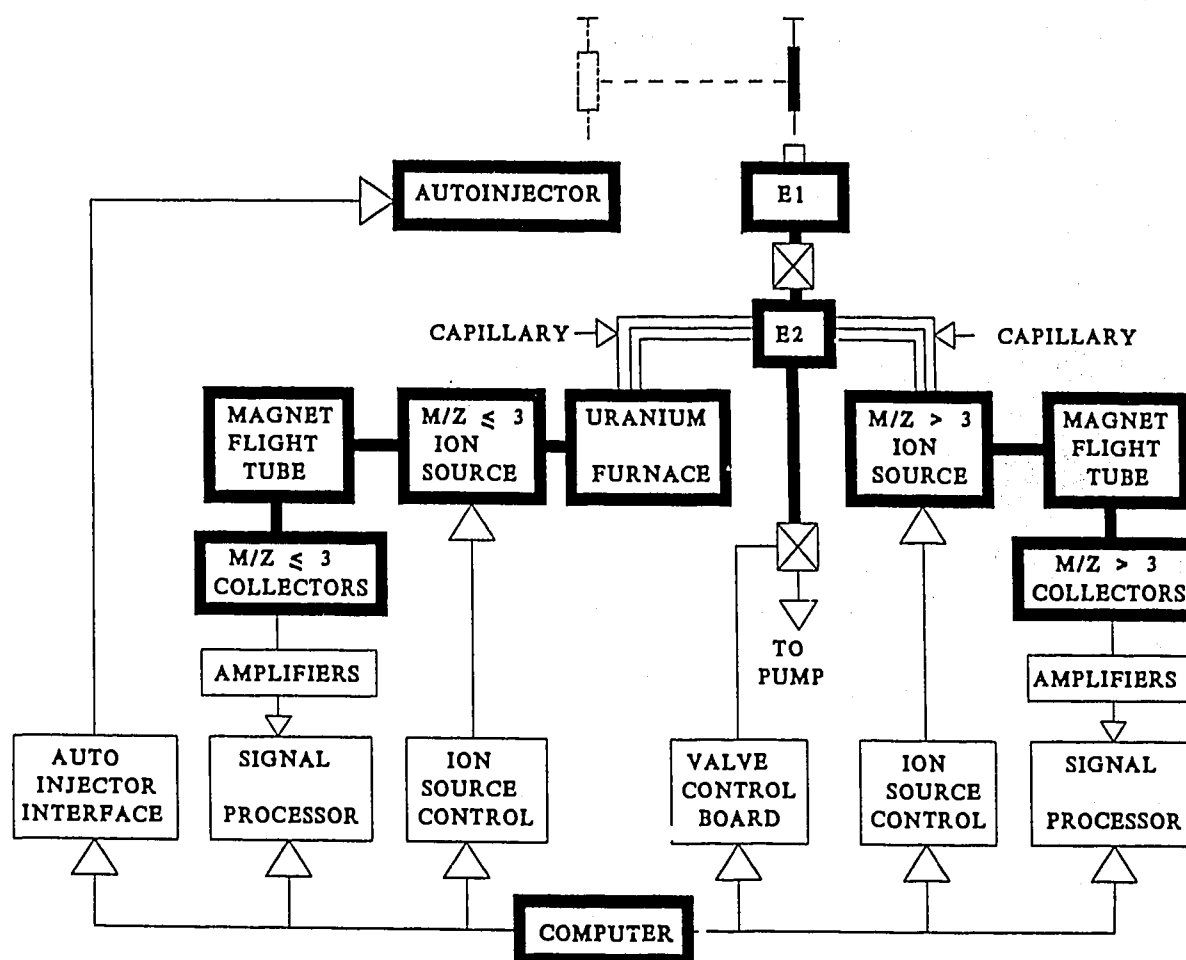 AUTOINJECTOR
E1
CAPILLARY
E2
CAPILLARY
MAGNET
FLIGHT
TUBE
M/Z ≤ 3
ION
SOURCE
URANIUM
FURNACE
M/Z > 3
ION
SOURCE
MAGNET
FLIGHT
TUBE
M/Z ≤ 3
COLLECTORS
M/Z > 3
COLLECTORS
TO
PUMP
AMPLIFIERS
AMPLIFIERS
AUTO
INJECTOR
INTERFACE
SIGNAL
PROCESSOR
ION
SOURCE
CONTROL
VALVE
CONTROL
BOARD
ION
SOURCE
CONTROL
SIGNAL
PROCESSOR
COMPUTER